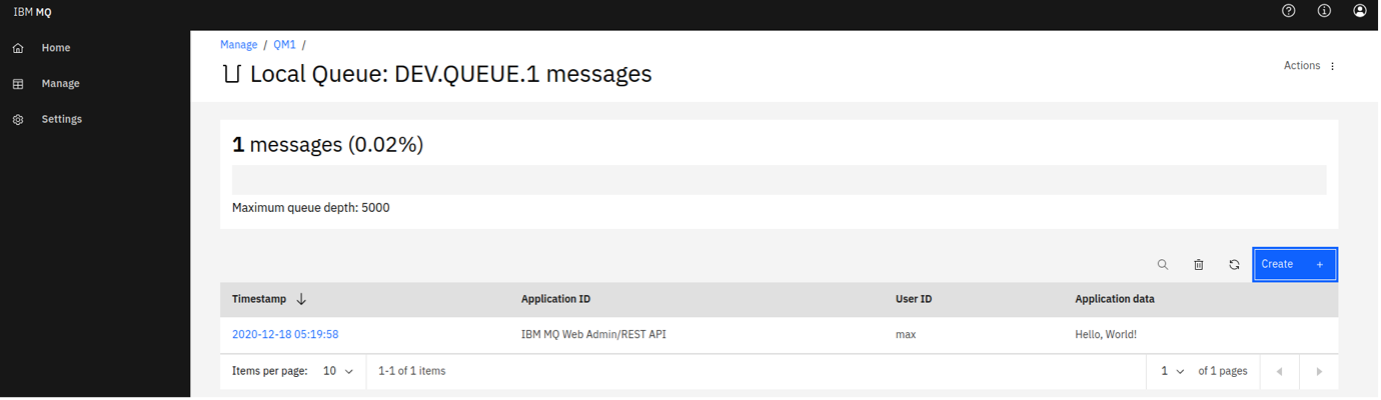 IBM MQ
Home
Manage
Settings
Manage / QM1 /
Local Queue: DEV.QUEUE.1 messages
Actions
1 messages (0.02%)
Maximum queue depth: 5000
Create +
Timestamp Application ID User ID Application data
2020-12-18 05:19:58 IBM MQ Web Admin/REST API max Hello, World!
Items per page: 10 1-1 of 1 items 1 of 1 pages